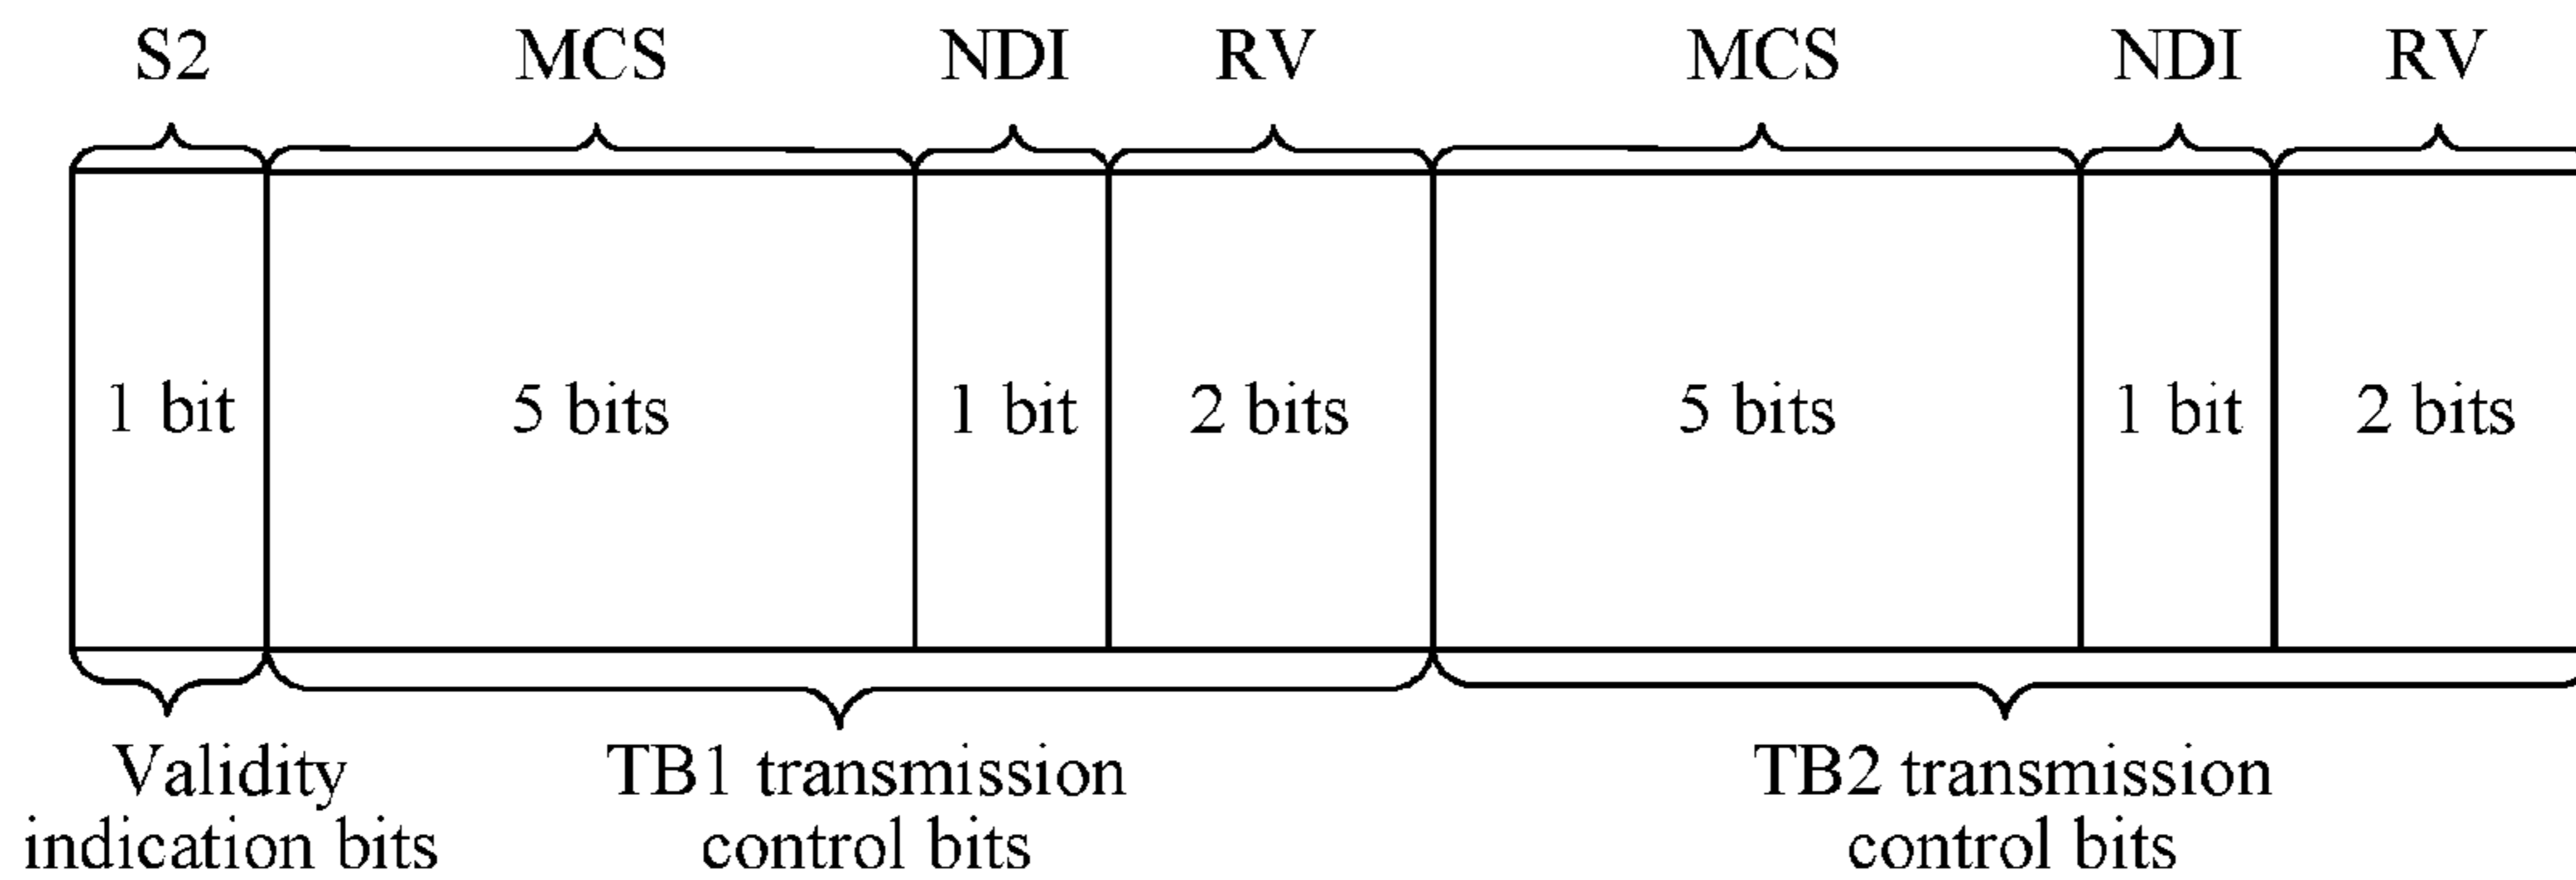 S2 MCS NDI RV MCS NDI RV
1 bit 5 bits 1 bit 2 bits 5 bits 1 bit 2 bits
Validity
indication bits
TB1 transmission
control bits
TB2 transmission
control bits